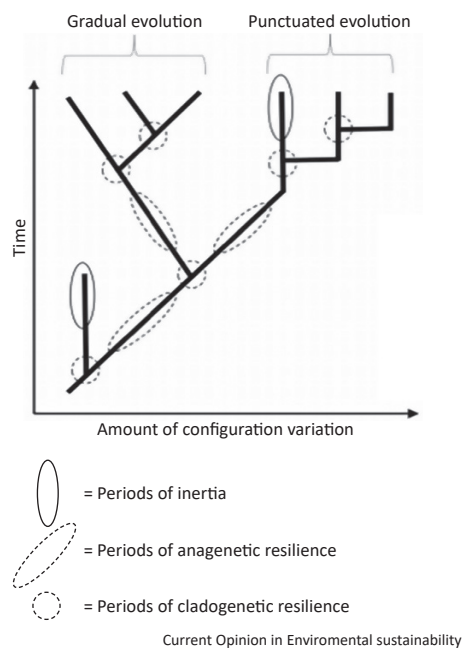 Gradual evolution
Punctuated evolution
Time
Amount of configuration variation
= Periods of inertia
= Periods of anagenetic resilience
= Periods of cladogenetic resilience
Current Opinion in Enviromental sustainability